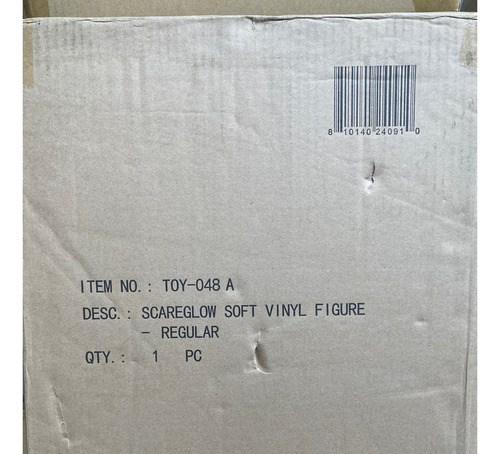 8 10140 24091 0
ITEM NO.: TOY-048 A
DESC.: SCAREGLOW SOFT VINYL FIGURE
- REGULAR
QTY.: 1 PC